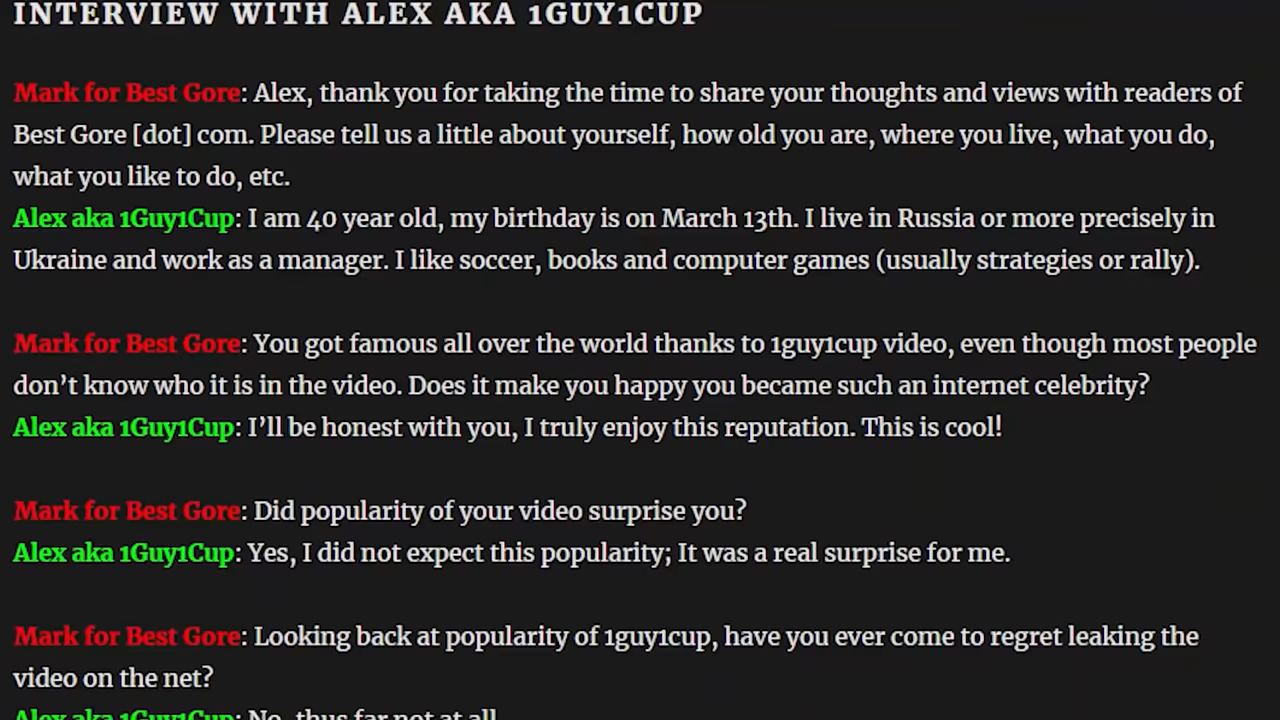 INTERVIEW WITH ALEX AKA 1GUY1CUP
Mark for Best Gore: Alex, thank you for taking the time to share your thoughts and views with readers of
Best Gore [dot] com. Please tell us a little about yourself, how old you are, where you live, what you do,
what you like to do, etc.
Alex aka 1Guy1Cup: I am 40 year old, my birthday is on March 13th. I live in Russia or more precisely in
Ukraine and work as a manager. I like soccer, books and computer games (usually strategies or rally).
Mark for Best Gore: You got famous all over the world thanks to 1guy1cup video, even though most people
don’t know who it is in the video. Does it make you happy you became such an internet celebrity?
Alex aka 1Guy1Cup: I’ll be honest with you, I truly enjoy this reputation. This is cool!
Mark for Best Gore: Did popularity of your video surprise you?
Alex aka 1Guy1Cup: Yes, I did not expect this popularity; It was a real surprise for me.
Mark for Best Gore: Looking back at popularity of 1guy1cup, have you ever come to regret leaking the
video on the net?
Alex aka 1Guy1Cup: No, thus far not at all